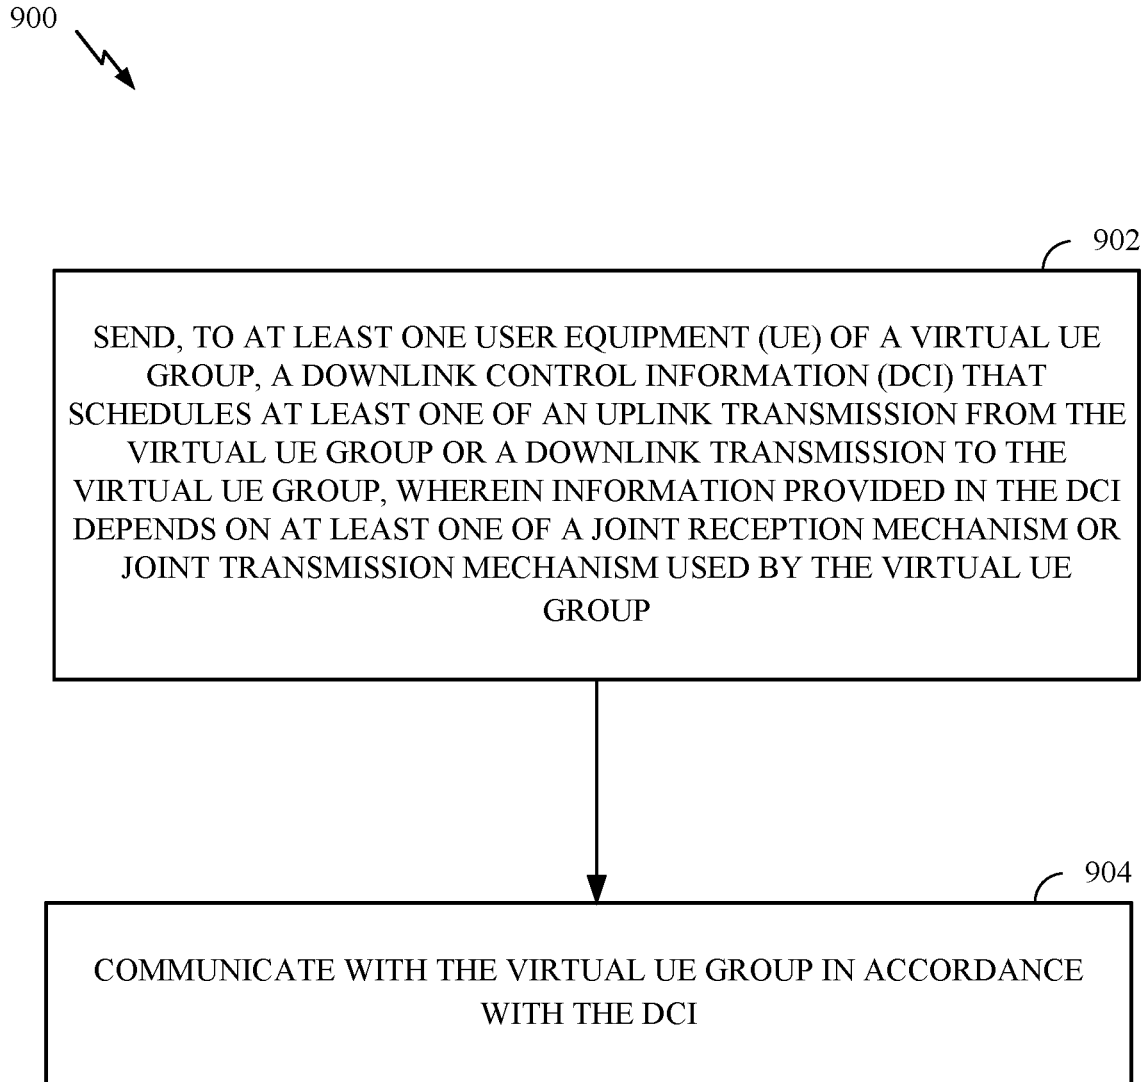 900
902
SEND, TO AT LEAST ONE USER EQUIPMENT (UE) OF A VIRTUAL UE
GROUP, A DOWNLINK CONTROL INFORMATION (DCI) THAT
SCHEDULES AT LEAST ONE OF AN UPLINK TRANSMISSION FROM THE
VIRTUAL UE GROUP OR A DOWNLINK TRANSMISSION TO THE
VIRTUAL UE GROUP, WHEREIN INFORMATION PROVIDED IN THE DCI
DEPENDS ON AT LEAST ONE OF A JOINT RECEPTION MECHANISM OR
JOINT TRANSMISSION MECHANISM USED BY THE VIRTUAL UE
GROUP
904
COMMUNICATE WITH THE VIRTUAL UE GROUP IN ACCORDANCE
WITH THE DCI